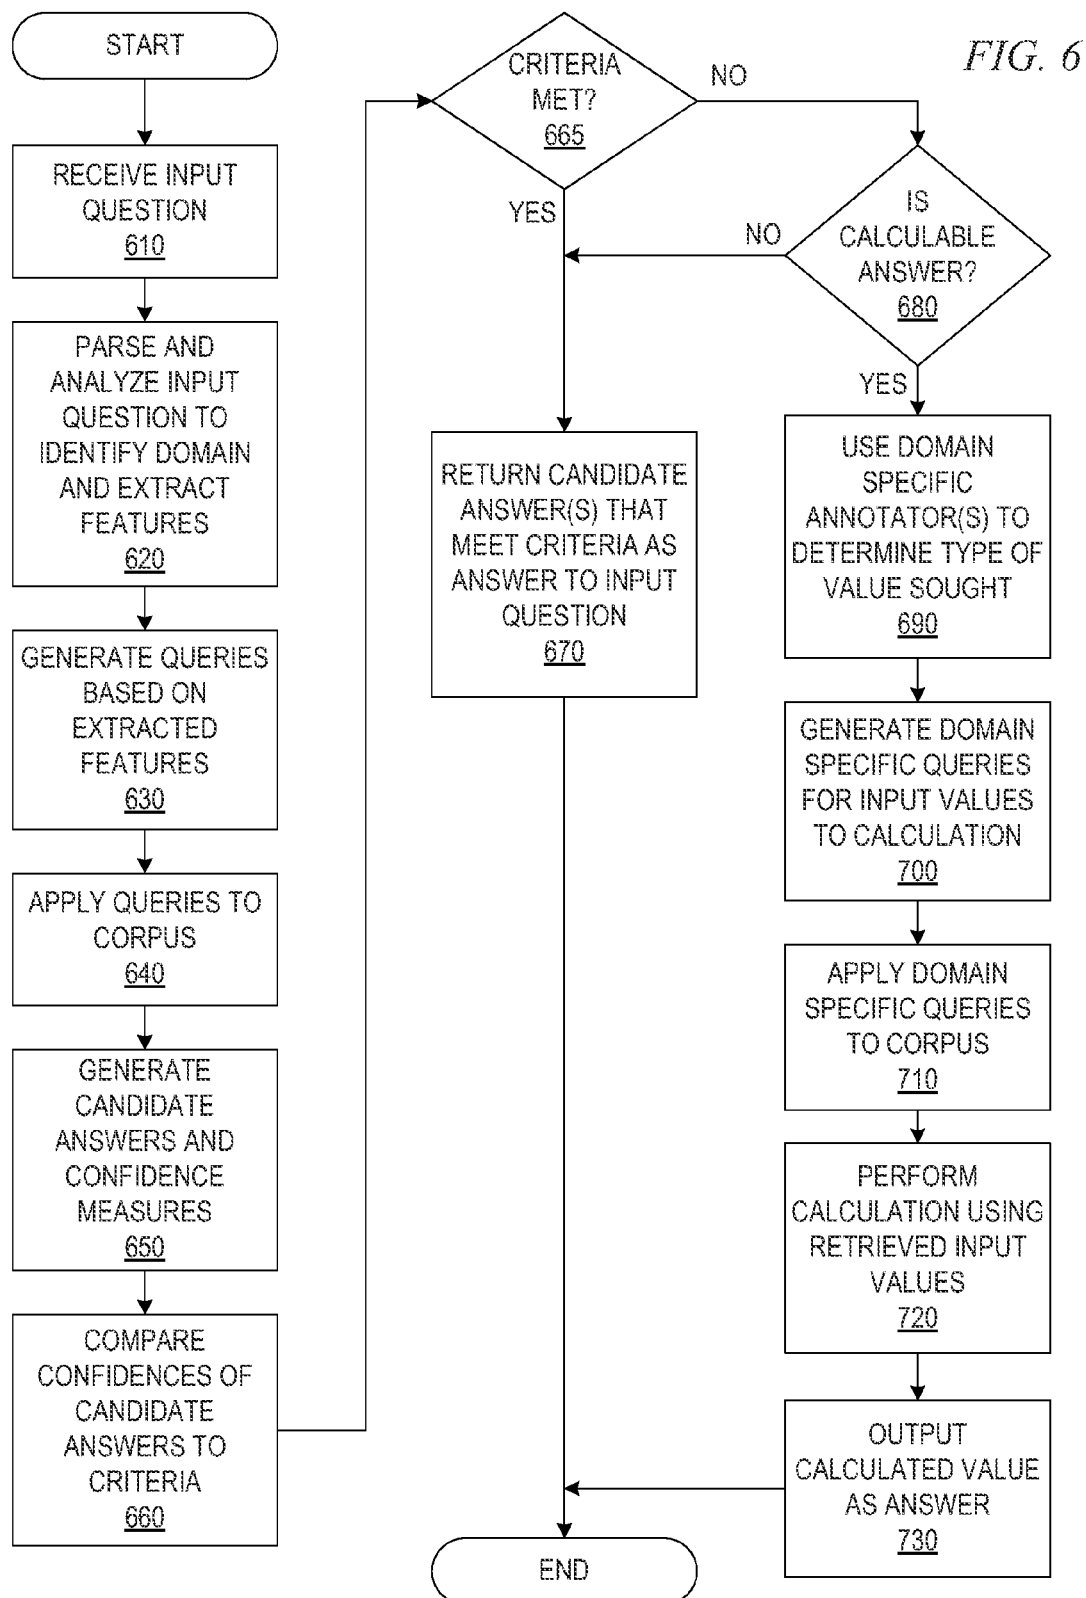 FIG. 6
START
RECEIVE INPUT
QUESTION
610
PARSE AND
ANALYZE INPUT
QUESTION TO
IDENTIFY DOMAIN
AND EXTRACT
FEATURES
620
GENERATE QUERIES
BASED ON
EXTRACTED
FEATURES
630
APPLY QUERIES TO
CORPUS
640
GENERATE
CANDIDATE
ANSWERS AND
CONFIDENCE
MEASURES
650
COMPARE
CONFIDENCES OF
CANDIDATE
ANSWERS TO
CRITERIA
660
CRITERIA
MET?
665
NO
YES
IS
CALCULABLE
ANSWER?
680
NO
YES
RETURN CANDIDATE
ANSWER(S) THAT
MEET CRITERIA AS
ANSWER TO INPUT
QUESTION
670
USE DOMAIN
SPECIFIC
ANNOTATOR(S) TO
DETERMINE TYPE OF
VALUE SOUGHT
690
GENERATE DOMAIN
SPECIFIC QUERIES
FOR INPUT VALUES
TO CALCULATION
700
APPLY DOMAIN
SPECIFIC QUERIES
TO CORPUS
710
PERFORM
CALCULATION USING
RETRIEVED INPUT
VALUES
720
OUTPUT
CALCULATED VALUE
AS ANSWER
730
END